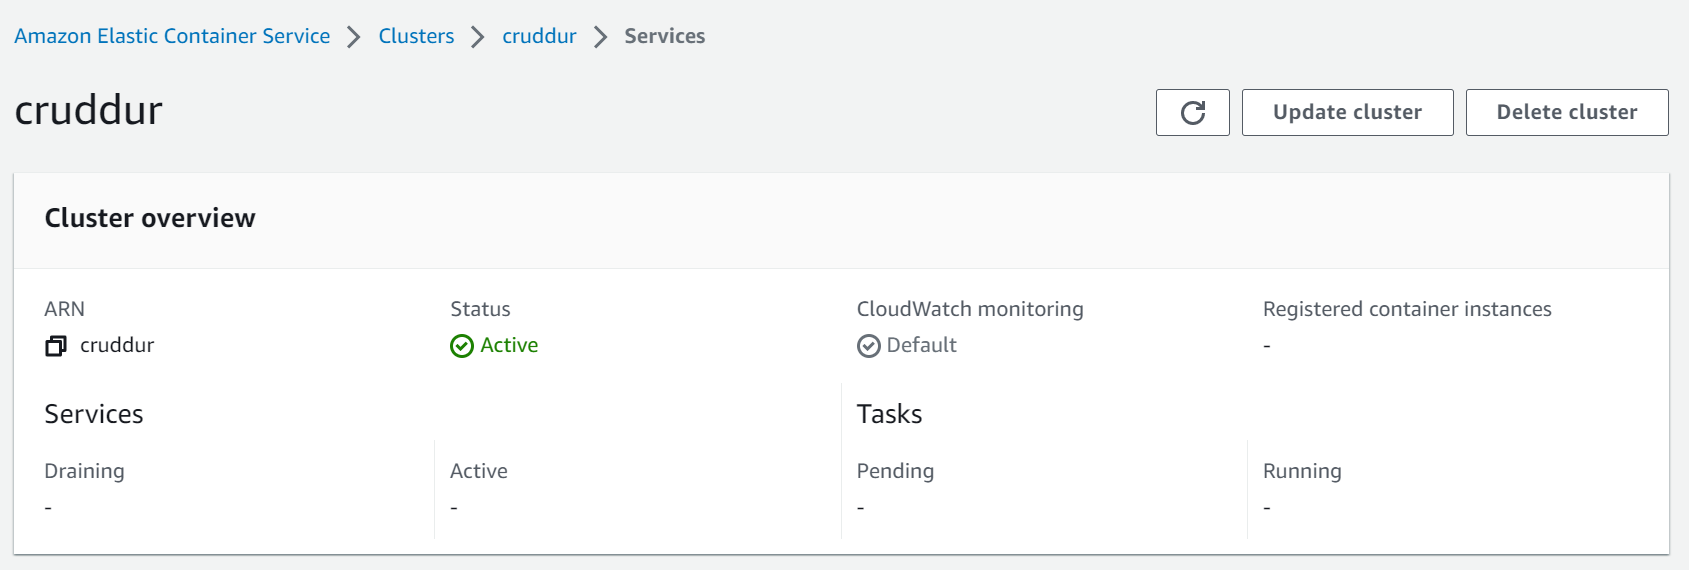 Amazon Elastic Container Service > Clusters > cruddur > Services
cruddur
Update cluster
Delete cluster
Cluster overview
ARN
cruddur
Status
Active
CloudWatch monitoring
Default
Registered container instances
-
Services
Draining
-
Active
-
Tasks
Pending
-
Running
-